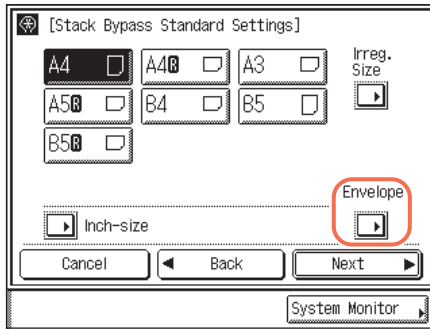 [Stack Bypass Standard Settings]
A4 A4R A3
Irreg.
Size
A5R B4 B5
B5R
Envelope
Inch-size
Cancel Back Next
System Monitor